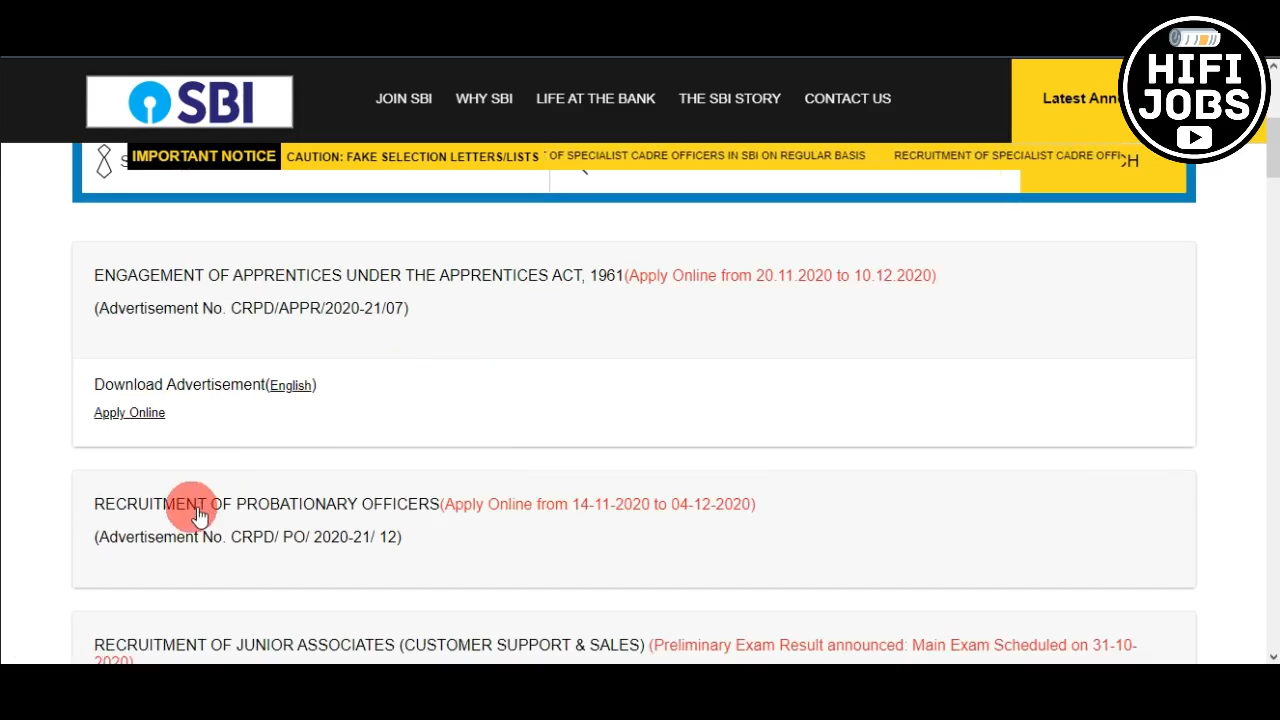 SBI
JOIN SBI
WHY SBI
LIFE AT THE BANK
THE SBI STORY
CONTACT US
Latest
HIFI
JOBS
IMPORTANT NOTICE
CAUTION: FAKE SELECTION LETTERS/LISTS
OF SPECIALIST CADRE OFFICERS IN SBI ON REGULAR BASIS
RECRUITMENT OF SPECIALIST CADRE OFFI
CH
ENGAGEMENT OF APPRENTICES UNDER THE APPRENTICES ACT, 1961(Apply Online from 20.11.2020 to 10.12.2020)
(Advertisement No. CRPD/APPR/2020-21/07)
Download Advertisement(English)
Apply Online
RECRUITMENT OF PROBATIONARY OFFICERS(Apply Online from 14-11-2020 to 04-12-2020)
(Advertisement No. CRPD/ PO/ 2020-21/ 12)
RECRUITMENT OF JUNIOR ASSOCIATES (CUSTOMER SUPPORT & SALES) (Preliminary Exam Result announced: Main Exam Scheduled on 31-10-
2020)